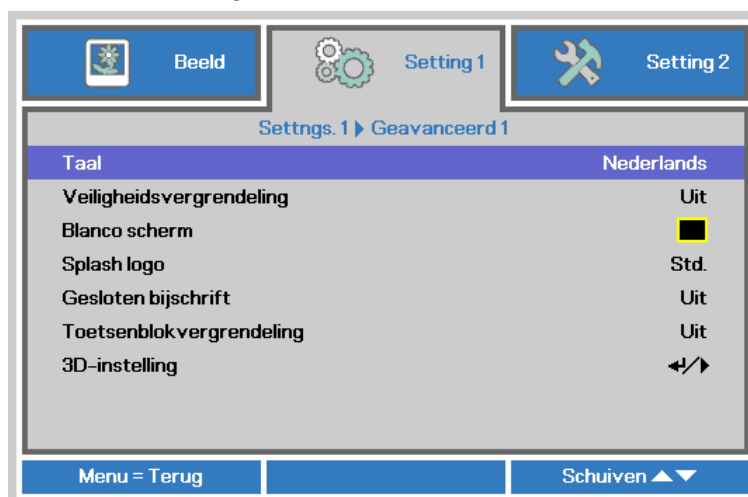 Beeld
Setting 1
Setting 2
Settngs. 1 Geavanceerd 1
Taal Nederlands
Veiligheidsvergrendeling Uit
Blanco scherm
Splash logo Std.
Gesloten bijschrift Uit
Toetsenblokvergrendeling Uit
3D-instelling ↵/▶
Menu = Terug
Schuiven ▲▼